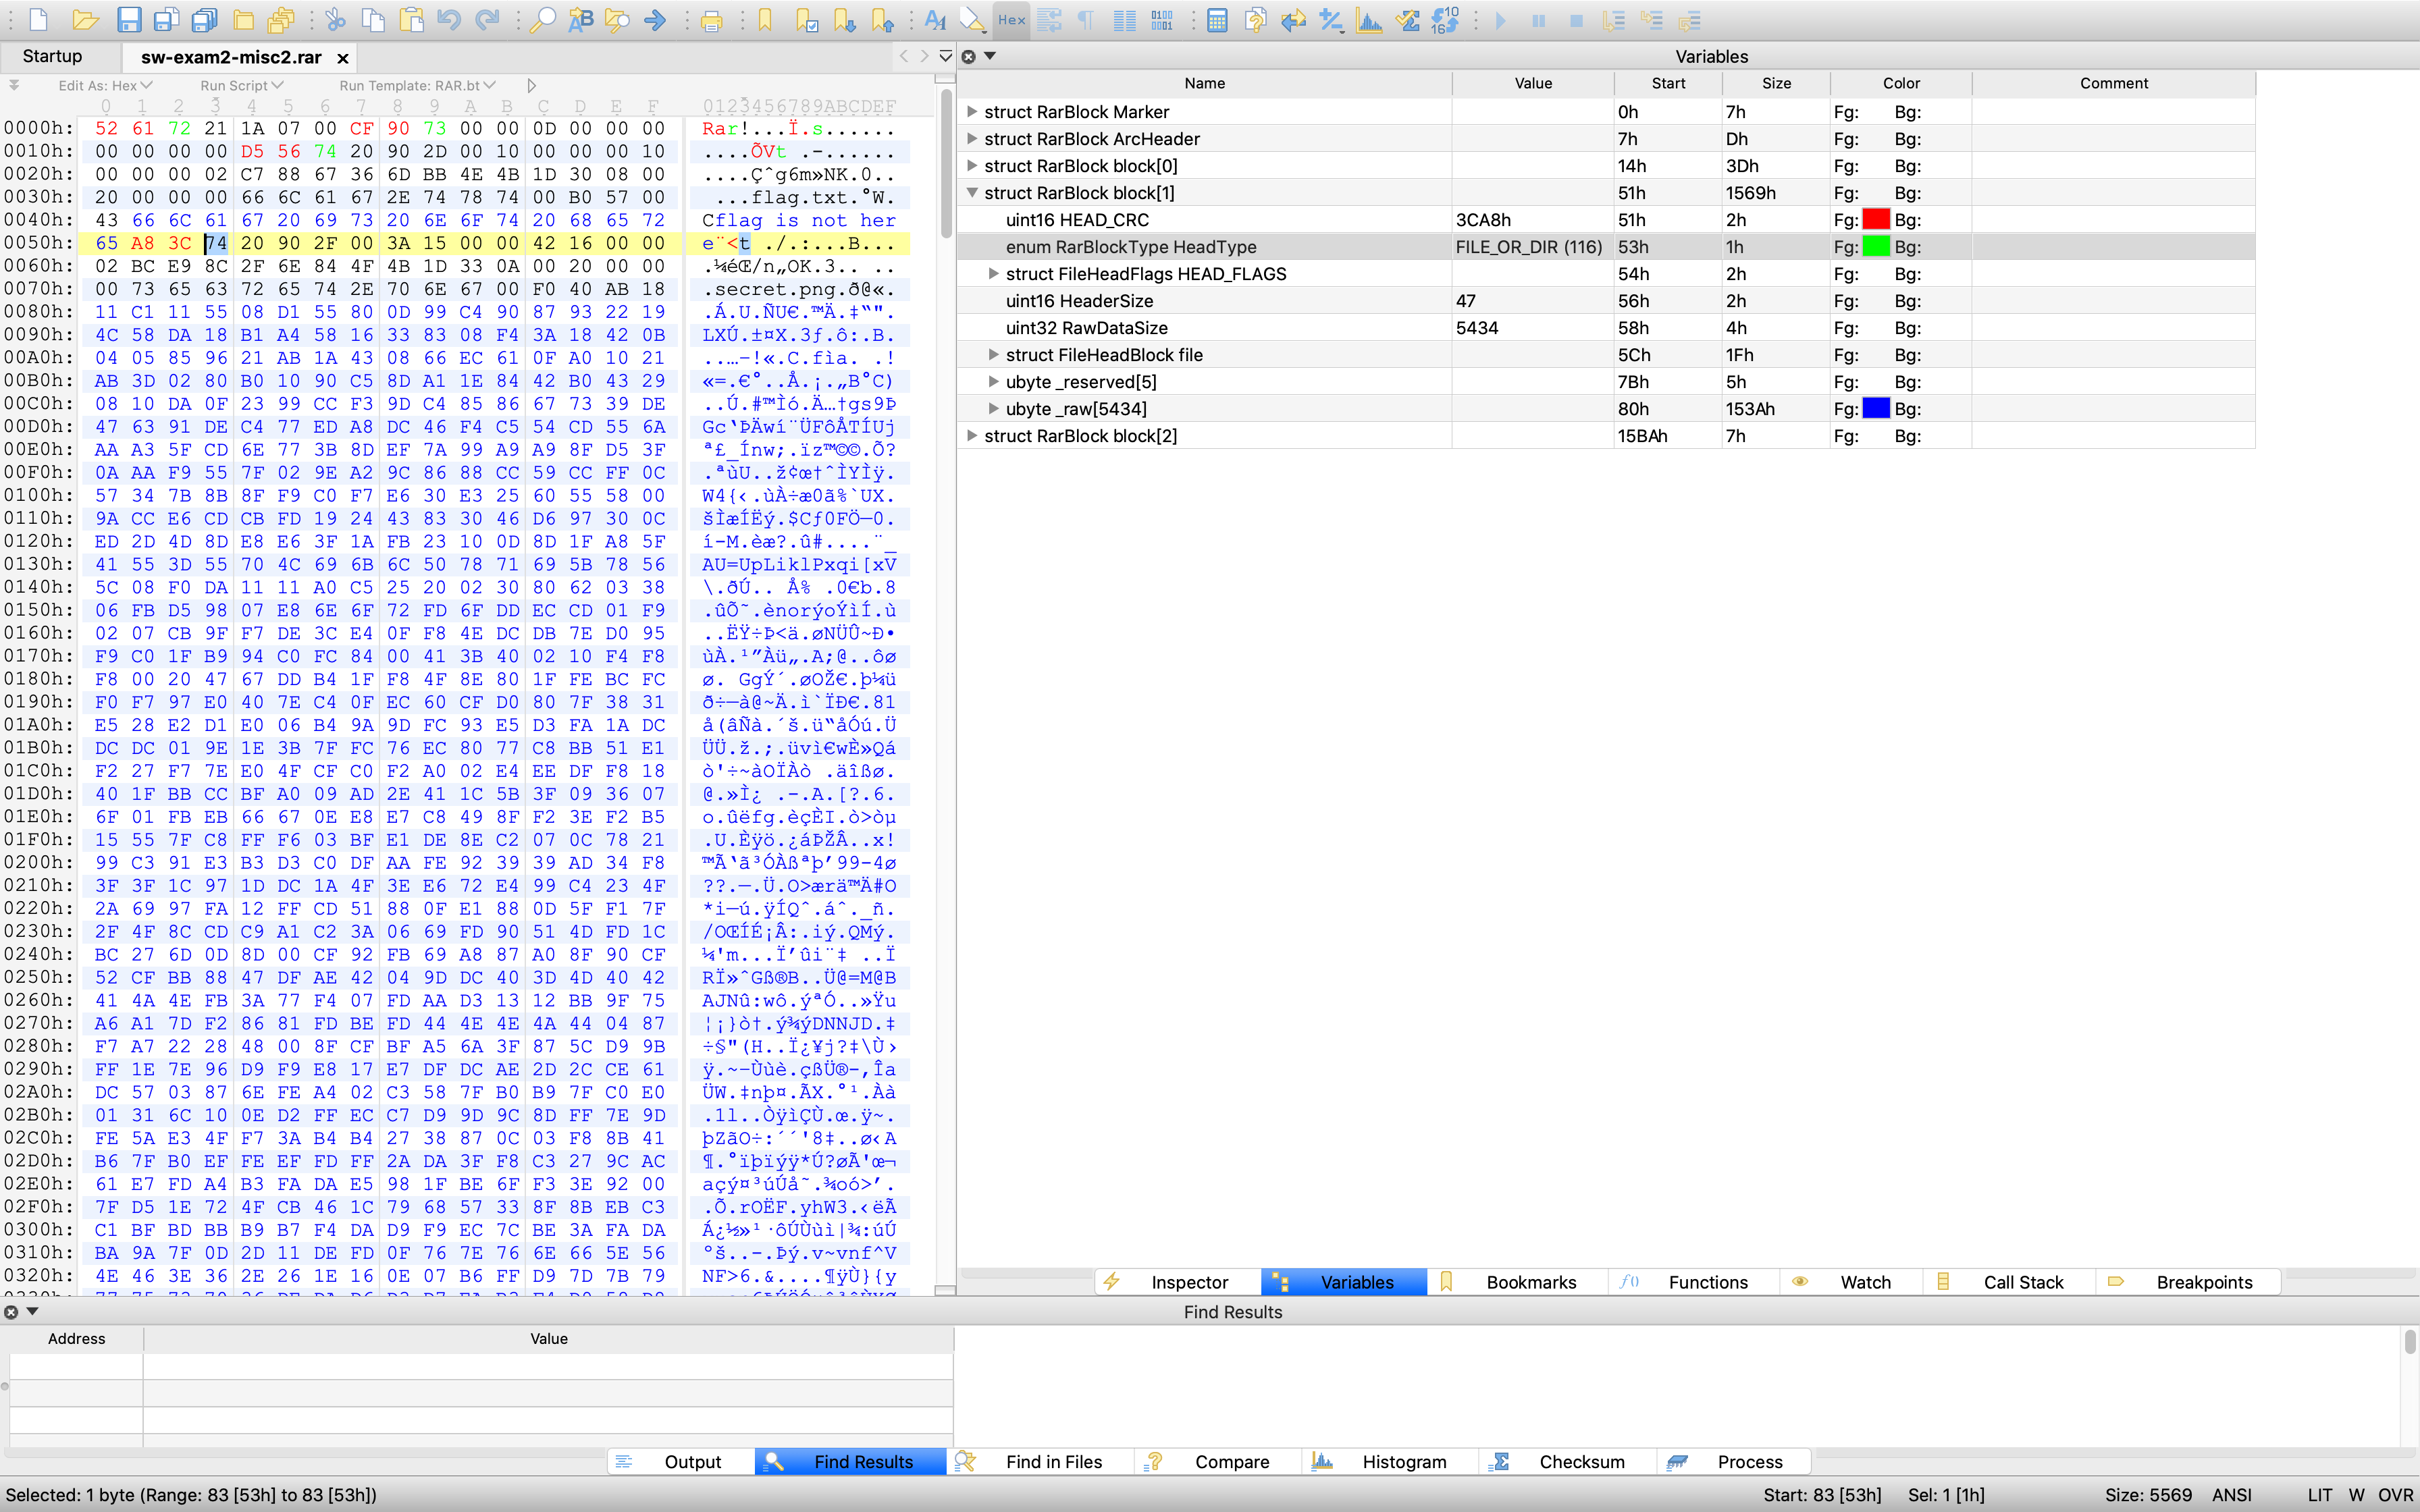 Hex
Startup
sw-exam2-misc2.rar
Edit As: Hex Run Script Run Template: RAR.bt
0 1 2 3 4 5 6 7 8 9 A B C D E F 0123456789ABCDEF
0000h: 52 61 72 21 1A 07 00 CF 90 73 00 00 0D 00 00 00 Rar!...Ï.s......
0010h: 00 00 00 00 D5 56 74 20 90 2D 00 10 00 00 00 10 ....ÕVt .-......
0020h: 00 00 00 02 C7 88 67 36 6D BB 4E 4B 1D 30 08 00 ....Çˆg6m»NK.0..
0030h: 20 00 00 00 66 6C 61 67 2E 74 78 74 00 B0 57 00 ...flag.txt.°W.
0040h: 43 66 6C 61 67 20 69 73 20 6E 6F 74 20 68 65 72 Cflag is not her
0050h: 65 A8 3C 74 20 90 2F 00 3A 15 00 00 42 16 00 00 e¨<t ./.:...B...
0060h: 02 BC E9 8C 2F 6E 84 4F 4B 1D 33 0A 00 20 00 00 .¼éŒ/n„OK.3.. ..
0070h: 00 73 65 63 72 65 74 2E 70 6E 67 00 F0 40 AB 18 .secret.png.ð@«.
0080h: 11 C1 11 55 08 D1 55 80 0D 99 C4 90 87 93 22 19 .Á.U.ÑU€.™Ä.‡“".
0090h: 4C 58 DA 18 B1 A4 58 16 33 83 08 F4 3A 18 42 0B LXÚ.±¤X.3ƒ.ô:.B.
00A0h: 04 05 85 96 21 AB 1A 43 08 66 EC 61 0F A0 10 21 ..…–!«.C.fìa. .!
00B0h: AB 3D 02 80 B0 10 90 C5 8D A1 1E 84 42 B0 43 29 «=.€°..Å.¡.„B°C)
00C0h: 08 10 DA 0F 23 99 CC F3 9D C4 85 86 67 73 39 DE ..Ú.#™Ìó.Ä…†gs9Þ
00D0h: 47 63 91 DE C4 77 ED A8 DC 46 F4 C5 54 CD 55 6A Gc‘ÞÄwí¨ÜFôÅTÍUj
00E0h: AA A3 5F CD 6E 77 3B 8D EF 7A 99 A9 A9 8F D5 3F ª£_Ínw;.ïz™©©.Õ?
00F0h: 0A AA F9 55 7F 02 9E A2 9C 86 88 CC 59 CC FF 0C .ªùU..ž¢œ†ˆÌYÌÿ.
0100h: 57 34 7B 8B 8F F9 C0 F7 E6 30 E3 25 60 55 58 00 W4{‹.ùÀ÷æ0ã%`UX.
0110h: 9A CC E6 CD CB FD 19 24 43 83 30 46 D6 97 30 0C šÌæÍËý.$Cƒ0FÖ—0.
0120h: ED 2D 4D 8D E8 E6 3F 1A FB 23 10 0D 8D 1F A8 5F í-M.èæ?.û#....¨_
0130h: 41 55 3D 55 70 4C 69 6B 6C 50 78 71 69 5B 78 56 AU=UpLiklPxqi[xV
0140h: 5C 08 F0 DA 11 11 A0 C5 25 20 02 30 80 62 03 38 \.ðÚ.. Å% .0€b.8
0150h: 06 FB D5 98 07 E8 6E 6F 72 FD 6F DD EC CD 01 F9 .ûÕ˜.ènorýoÝìÍ.ù
0160h: 02 07 CB 9F F7 DE 3C E4 0F F8 4E DC DB 7E D0 95 ..ËŸ÷Þ<ä.øNÜÛ~Ð•
0170h: F9 C0 1F B9 94 C0 FC 84 00 41 3B 40 02 10 F4 F8 ùÀ.¹”Àü„.A;@..ôø
0180h: F8 00 20 47 67 DD B4 1F F8 4F 8E 80 1F FE BC FC ø. GgÝ´.øOŽ€.þ¼ü
0190h: F0 F7 97 E0 40 7E C4 0F EC 60 CF D0 80 7F 38 31 ð÷—à@~Ä.ì`ÏÐ€.81
01A0h: E5 28 E2 D1 E0 06 B4 9A 9D FC 93 E5 D3 FA 1A DC å(âÑà.´š.ü“åÓú.Ü
01B0h: DC DC 01 9E 1E 3B 7F FC 76 EC 80 77 C8 BB 51 E1 ÜÜ.ž.;.üvì€wÈ»Qá
01C0h: F2 27 F7 7E E0 4F CF C0 F2 A0 02 E4 EE DF F8 18 ò'÷~àOÏÀò .äîßø.
01D0h: 40 1F BB CC BF A0 09 AD 2E 41 1C 5B 3F 09 36 07 @.»Ì¿ .-.A.[?.6.
01E0h: 6F 01 FB EB 66 67 0E E8 E7 C8 49 8F F2 3E F2 B5 o.ûëfg.èçÈI.ò>òµ
01F0h: 15 55 7F C8 FF F6 03 BF E1 DE 8E C2 07 0C 78 21 .U.Èÿö.¿áÞŽÂ..x!
0200h: 99 C3 91 E3 B3 D3 C0 DF AA FE 92 39 39 AD 34 F8 ™Ã‘ã³ÓÀßªþ’99-4ø
0210h: 3F 3F 1C 97 1D DC 1A 4F 3E E6 72 E4 99 C4 23 4F ??.—.Ü.O>ærä™Ä#O
0220h: 2A 69 97 FA 12 FF CD 51 88 0F E1 88 0D 5F F1 7F *i—ú.ÿÍQˆ.áˆ._ñ.
0230h: 2F 4F 8C CD C9 A1 C2 3A 06 69 FD 90 51 4D FD 1C /OŒÍÉ¡Â:.iý.QMý.
0240h: BC 27 6D 0D 8D 00 CF 92 FB 69 A8 87 A0 8F 90 CF ¼'m...Ï’ûi¨‡ ..Ï
0250h: 52 CF BB 88 47 DF AE 42 04 9D DC 40 3D 4D 40 42 RÏ»ˆGß®B..Ü@=M@B
0260h: 41 4A 4E FB 3A 77 F4 07 FD AA D3 13 12 BB 9F 75 AJNû:wô.ýªÓ..»Ÿu
0270h: A6 A1 7D F2 86 81 FD BE FD 44 4E 4E 4A 44 04 87 ¦¡}ò†.ý¾ýDNNJD.‡
0280h: F7 A7 22 28 48 00 8F CF BF A5 6A 3F 87 5C D9 9B ÷§"(H..Ï¿¥j?‡\Ù›
0290h: FF 1E 7E 96 D9 F9 E8 17 E7 DF DC AE 2D 2C CE 61 ÿ.~–Ùùè.çßÜ®-,Îa
02A0h: DC 57 03 87 6E FE A4 02 C3 58 7F B0 B9 7F C0 E0 ÜW.‡nþ¤.ÃX.°¹.Àà
02B0h: 01 31 6C 10 0E D2 FF EC C7 D9 9D 9C 8D FF 7E 9D .1l..ÒÿìÇÙ.œ.ÿ~.
02C0h: FE 5A E3 4F F7 3A B4 B4 27 38 87 0C 03 F8 8B 41 þZãO÷:´´'8‡..ø‹A
02D0h: B6 7F B0 EF FE EF FD FF 2A DA 3F F8 C3 27 9C AC ¶.°ïþïýÿ*Ú?øÃ'œ¬
02E0h: 61 E7 FD A4 B3 FA DA E5 98 1F BE 6F F3 3E 92 00 açý¤³úÚå˜.¾oó>’.
02F0h: 7F D5 1E 72 4F CB 46 1C 79 68 57 33 8F 8B EB C3 .Õ.rOËF.yhW3.‹ëÃ
0300h: C1 BF BD BB B9 B7 F4 DA D9 F9 EC 7C BE 3A FA DA Á¿½»¹·ôÚÙùì|¾:úÚ
0310h: BA 9A 7F 0D 2D 11 DE FD 0F 76 7E 76 6E 66 5E 56 ºš..-.Þý.v~vnf^V
0320h: 4E 46 3E 36 2E 26 1E 16 0E 07 B6 FF D9 7D 7B 79 NF>6.&....¶ÿÙ}{y
Variables
Name Value Start Size Color Comment
struct RarBlock Marker 0h 7h Fg: Bg:
struct RarBlock ArcHeader 7h Dh Fg: Bg:
struct RarBlock block[0] 14h 3Dh Fg: Bg:
struct RarBlock block[1] 51h 1569h Fg: Bg:
uint16 HEAD_CRC 3CA8h 51h 2h Fg: Bg:
enum RarBlockType HeadType FILE_OR_DIR (116) 53h 1h Fg: Bg:
struct FileHeadFlags HEAD_FLAGS 54h 2h Fg: Bg:
uint16 HeaderSize 47 56h 2h Fg: Bg:
uint32 RawDataSize 5434 58h 4h Fg: Bg:
struct FileHeadBlock file 5Ch 1Fh Fg: Bg:
ubyte _reserved[5] 7Bh 5h Fg: Bg:
ubyte _raw[5434] 80h 153Ah Fg: Bg:
struct RarBlock block[2] 15BAh 7h Fg: Bg:
Inspector Variables Bookmarks Functions Watch Call Stack Breakpoints
Find Results
Address Value
Output Find Results Find in Files Compare Histogram Checksum Process
Selected: 1 byte (Range: 83 [53h] to 83 [53h]) Start: 83 [53h] Sel: 1 [1h] Size: 5569 ANSI LIT W OVR